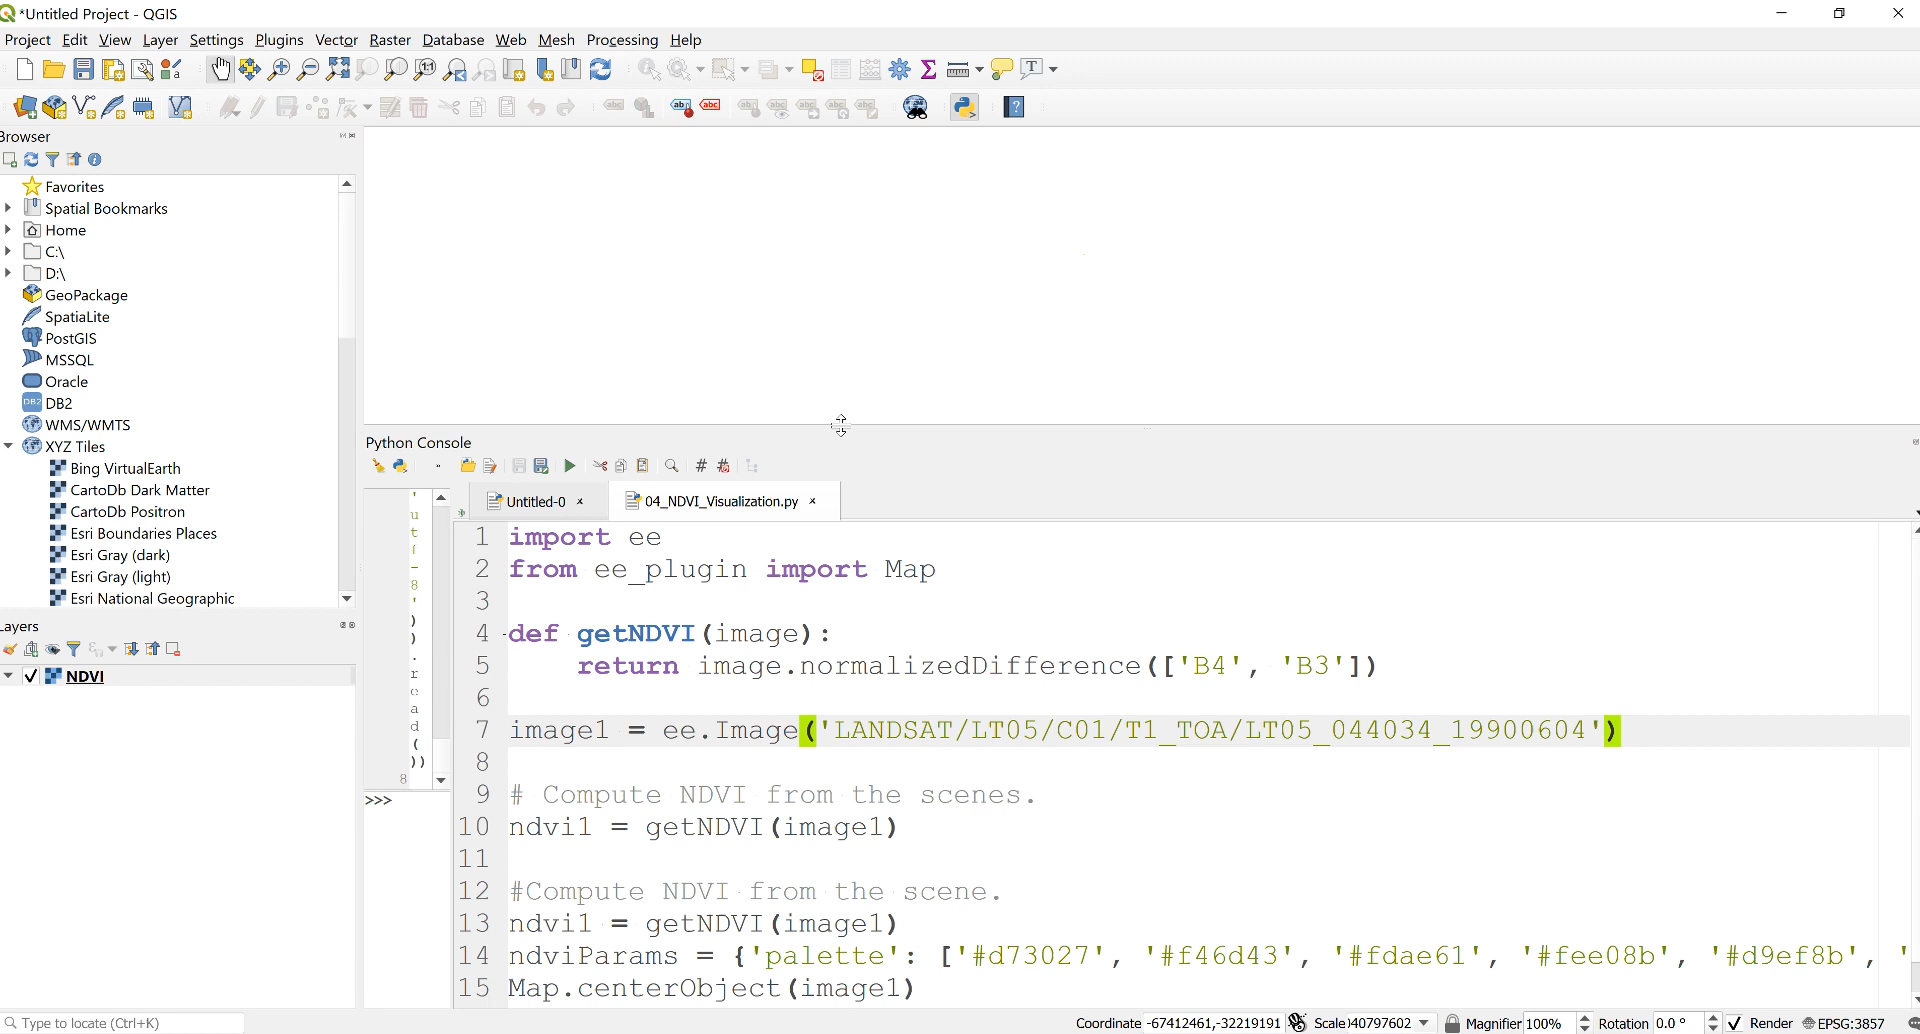 *Untitled Project - QGIS
Project Edit View Layer Settings Plugins Vector Raster Database Web Mesh Processing Help
Browser
Favorites
Spatial Bookmarks
Home
C:\
D:\
GeoPackage
SpatiaLite
PostGIS
MSSQL
Oracle
DB2
WMS/WMTS
XYZ Tiles
Bing VirtualEarth
CartoDb Dark Matter
CartoDb Positron
Esri Boundaries Places
Esri Gray (dark)
Esri Gray (light)
Esri National Geographic
Layers
NDVI
Python Console
Untitled-0
04_NDVI_Visualization.py
'
u
t
f
-
8
'
)
)
.
r
e
a
d
(
))
8
>>>
1 import ee
2 from ee_plugin import Map
3
4 def getNDVI(image):
5 return image.normalizedDifference(['B4', 'B3'])
6
7 image1 = ee.Image('LANDSAT/LT05/C01/T1_TOA/LT05_044034_19900604')
8
9 # Compute NDVI from the scenes.
10 ndvi1 = getNDVI(image1)
11
12 #Compute NDVI from the scene.
13 ndvi1 = getNDVI(image1)
14 ndviParams = {'palette': ['#d73027', '#f46d43', '#fdae61', '#fee08b', '#d9ef8b', '
15 Map.centerObject(image1)
Type to locate (Ctrl+K)
Coordinate -67412461,-32219191 Scale )40797602 Magnifier 100% Rotation 0.0 ° Render EPSG:3857